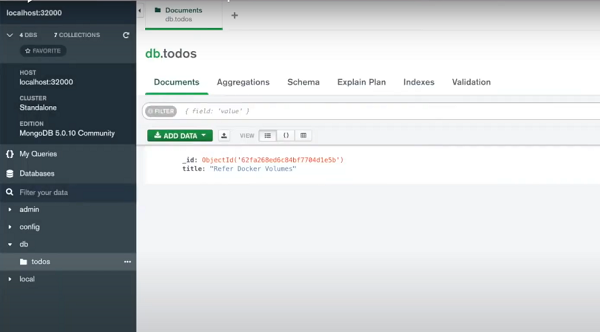 localhost:32000
Documents
db.todos
4 DBS 7 COLLECTIONS
FAVORITE
HOST
localhost:32000
CLUSTER
Standalone
EDITION
MongoDB 5.0.10 Community
My Queries
Databases
Filter your data
admin
config
db
todos
local
db.todos
Documents Aggregations Schema Explain Plan Indexes Validation
FILTER { field: 'value' }
ADD DATA VIEW
_id: ObjectId('62fa268ed6c84bf7704d1e5b')
title: "Refer Docker Volumes"